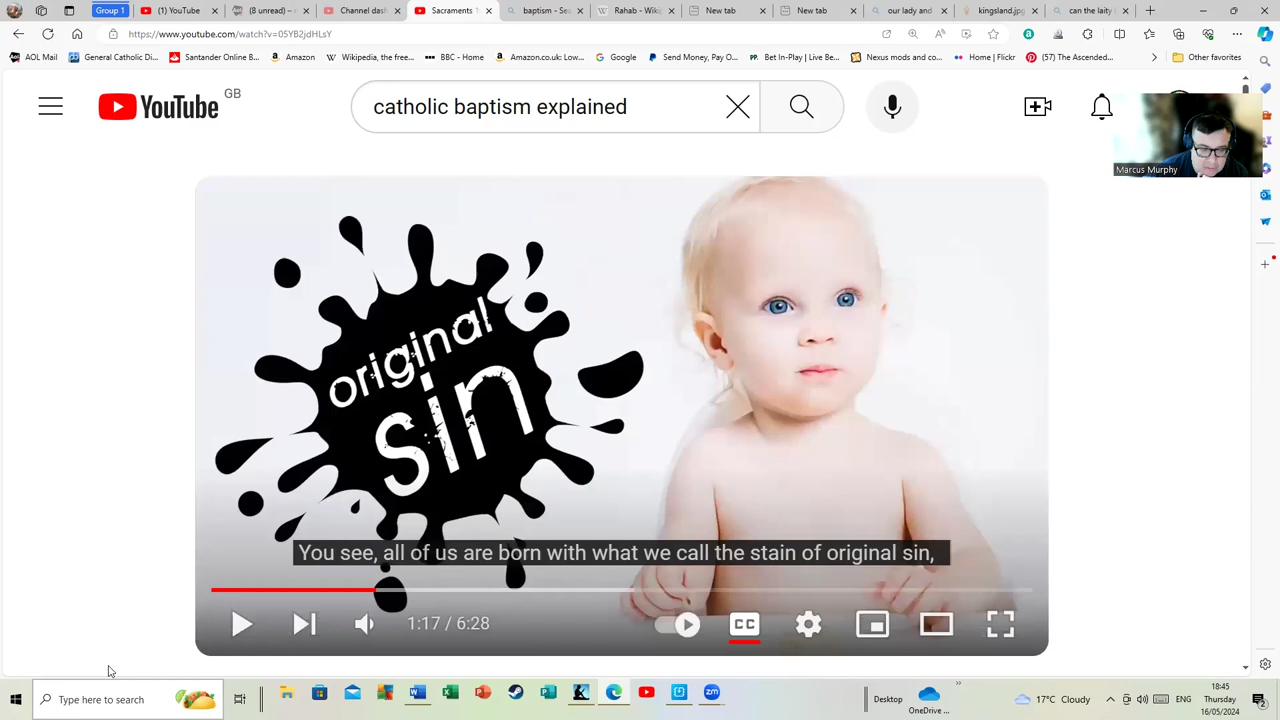 Group 1
(1) YouTube
(8 unread) –
Channel dash
Sacraments 1
baptism - Sea
Rahab - Wiki
New tab
New tab
our lady and
kingsland.jpg
can the laity
https://www.youtube.com/watch?v=05YB2jdHLsY
AOL Mail
General Catholic Di...
Santander Online B...
Amazon
Wikipedia, the free...
BBC - Home
Amazon.co.uk: Low...
Google
Send Money, Pay O...
Bet In-Play | Live Be...
Nexus mods and co...
Home | Flickr
(57) The Ascended...
Other favorites
YouTube GB
catholic baptism explained
Marcus Murphy
original
sin
You see, all of us are born with what we call the stain of original sin,
1:17 / 6:28
CC
Type here to search
Desktop
OneDrive ...
17°C Cloudy
ENG
18:45
Thursday
16/05/2024